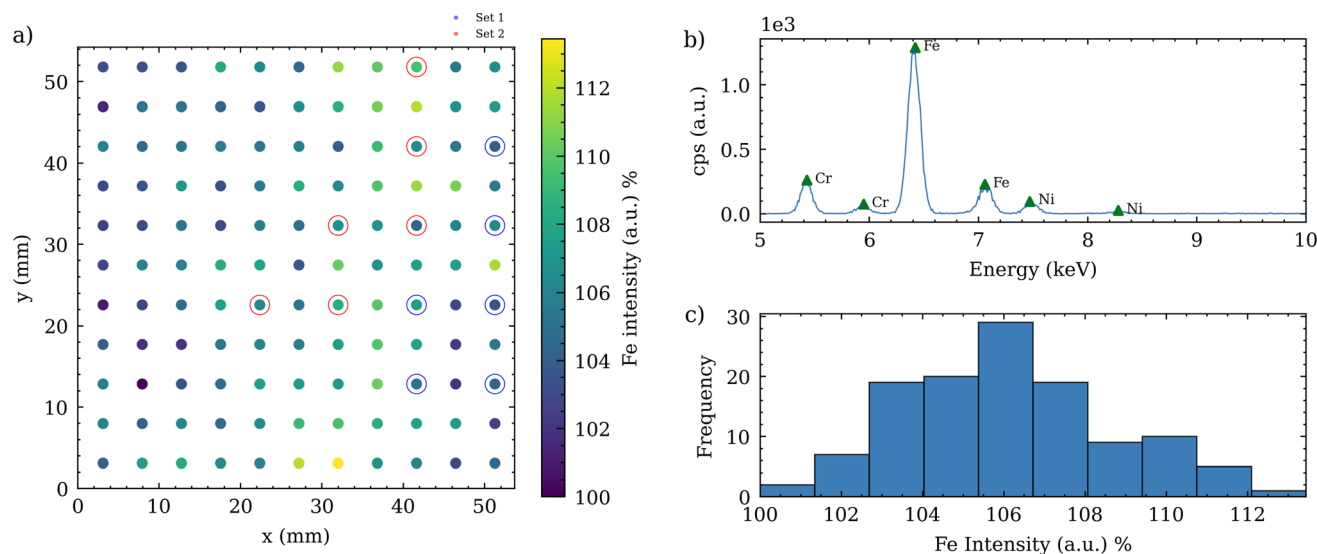 a)
Set 1
Set 2
50
40
30
20
10
0
y (mm)
0 10 20 30 40 50
x (mm)
112
110
108
106
104
102
100
Fe intensity (a.u.) %
b)
1e3
1.0
0.5
0.0
cps (a.u.)
Cr
Cr
Fe
Fe
Ni
Ni
5 6 7 8 9 10
Energy (keV)
c)
30
20
10
0
Frequency
100 102 104 106 108 110 112
Fe Intensity (a.u.) %